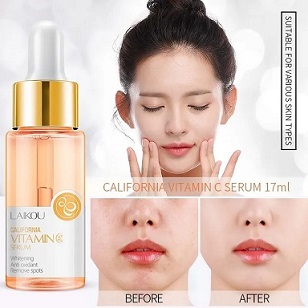 SUITABLE FOR VARIOUS SKIN TYPES
CALIFORNIA VITAMIN C SERUM 17ml
LAIKOU
CALIFORNIA
VITAMIN C
SERUM
Whitening
Anti oxidant
Remove spots
BEFORE
AFTER